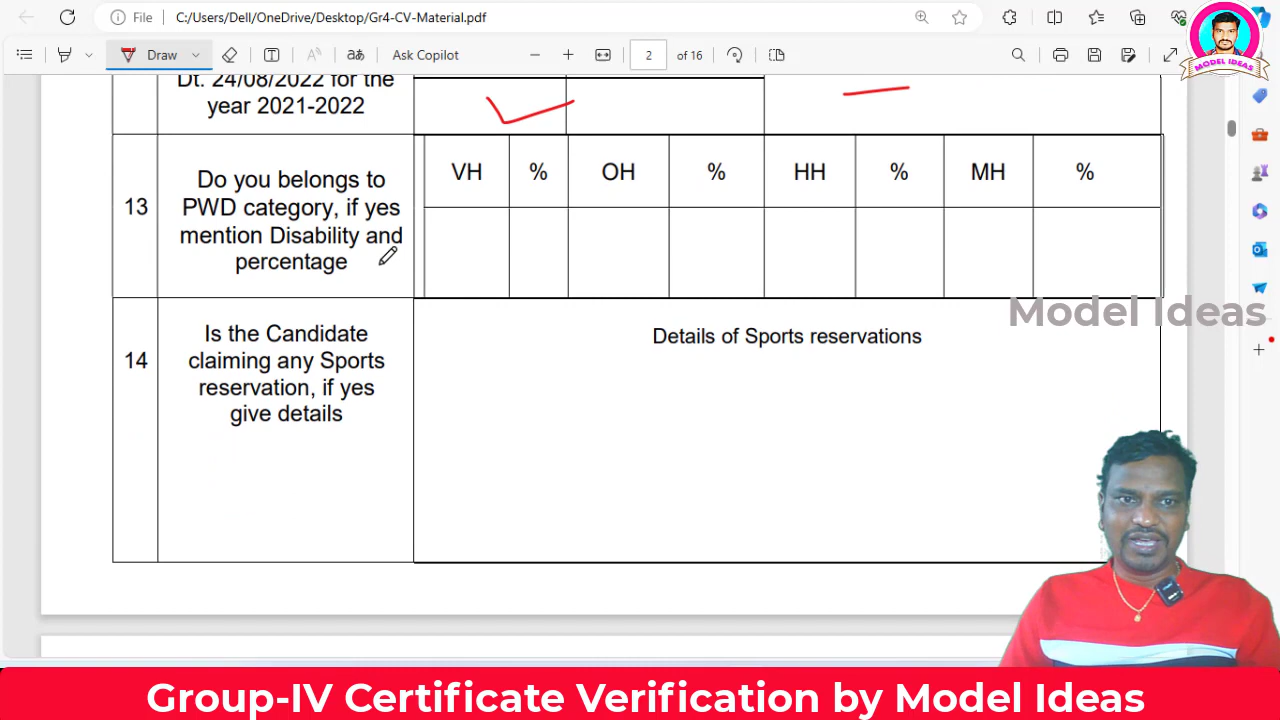 File
C:/Users/Dell/OneDrive/Desktop/Gr4-CV-Material.pdf
MODEL IDEAS
Draw
aあ
Ask Copilot
2
of 16
Dt. 24/08/2022 for the
year 2021-2022
13
Do you belongs to
PWD category, if yes
mention Disability and
percentage
VH
%
OH
%
HH
%
MH
%
14
Is the Candidate
claiming any Sports
reservation, if yes
give details
Details of Sports reservations
Model Ideas
Group-IV Certificate Verification by Model Ideas